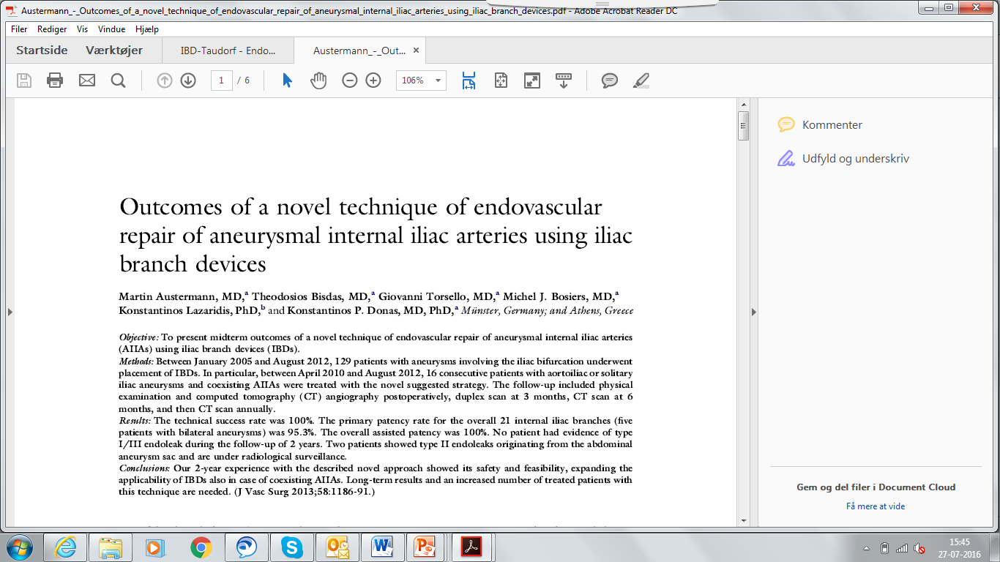 Austermann_-_Outcomes_of_a_novel_technique_of_endovascular_repair_of_aneurysmal_internal_iliac_arteries_using_iliac_branch_devices.pdf - Adobe Acrobat Reader DC
Filer Rediger Vis Vindue Hjælp
Startside Værktøjer IBD-Taudorf - Endo... Austermann_-_Out... ×
1 / 6 106%
Kommenter
Udfyld og underskriv
Outcomes of a novel technique of endovascular
repair of aneurysmal internal iliac arteries using iliac
branch devices
Martin Austermann, MD,a Theodosios Bisdas, MD,a Giovanni Torsello, MD,a Michel J. Bosiers, MD,a
Konstantinos Lazaridis, PhD,b and Konstantinos P. Donas, MD, PhD,a Münster, Germany; and Athens, Greece
Objective: To present midterm outcomes of a novel technique of endovascular repair of aneurysmal internal iliac arteries
(AIIAs) using iliac branch devices (IBDs).
Methods: Between January 2005 and August 2012, 129 patients with aneurysms involving the iliac bifurcation underwent
placement of IBDs. In particular, between April 2010 and August 2012, 16 consecutive patients with aortoiliac or solitary
iliac aneurysms and coexisting AIIAs were treated with the novel suggested strategy. The follow-up included physical
examination and computed tomography (CT) angiography postoperatively, duplex scan at 3 months, CT scan at 6
months, and then CT scan annually.
Results: The technical success rate was 100%. The primary patency rate for the overall 21 internal iliac branches (five
patients with bilateral aneurysms) was 95.3%. The overall assisted patency was 100%. No patient had evidence of type
I/III endoleak during the follow-up of 2 years. Two patients showed type II endoleaks originating from the abdominal
aneurysm sac and are under radiological surveillance.
Conclusions: Our 2-year experience with the described novel approach showed its safety and feasibility, expanding the
applicability of IBDs also in case of coexisting AIIAs. Long-term results and an increased number of treated patients with
this technique are needed. (J Vasc Surg 2013;58:1186-91.)
Gem og del filer i Document Cloud
Få mere at vide
15:45
27-07-2016